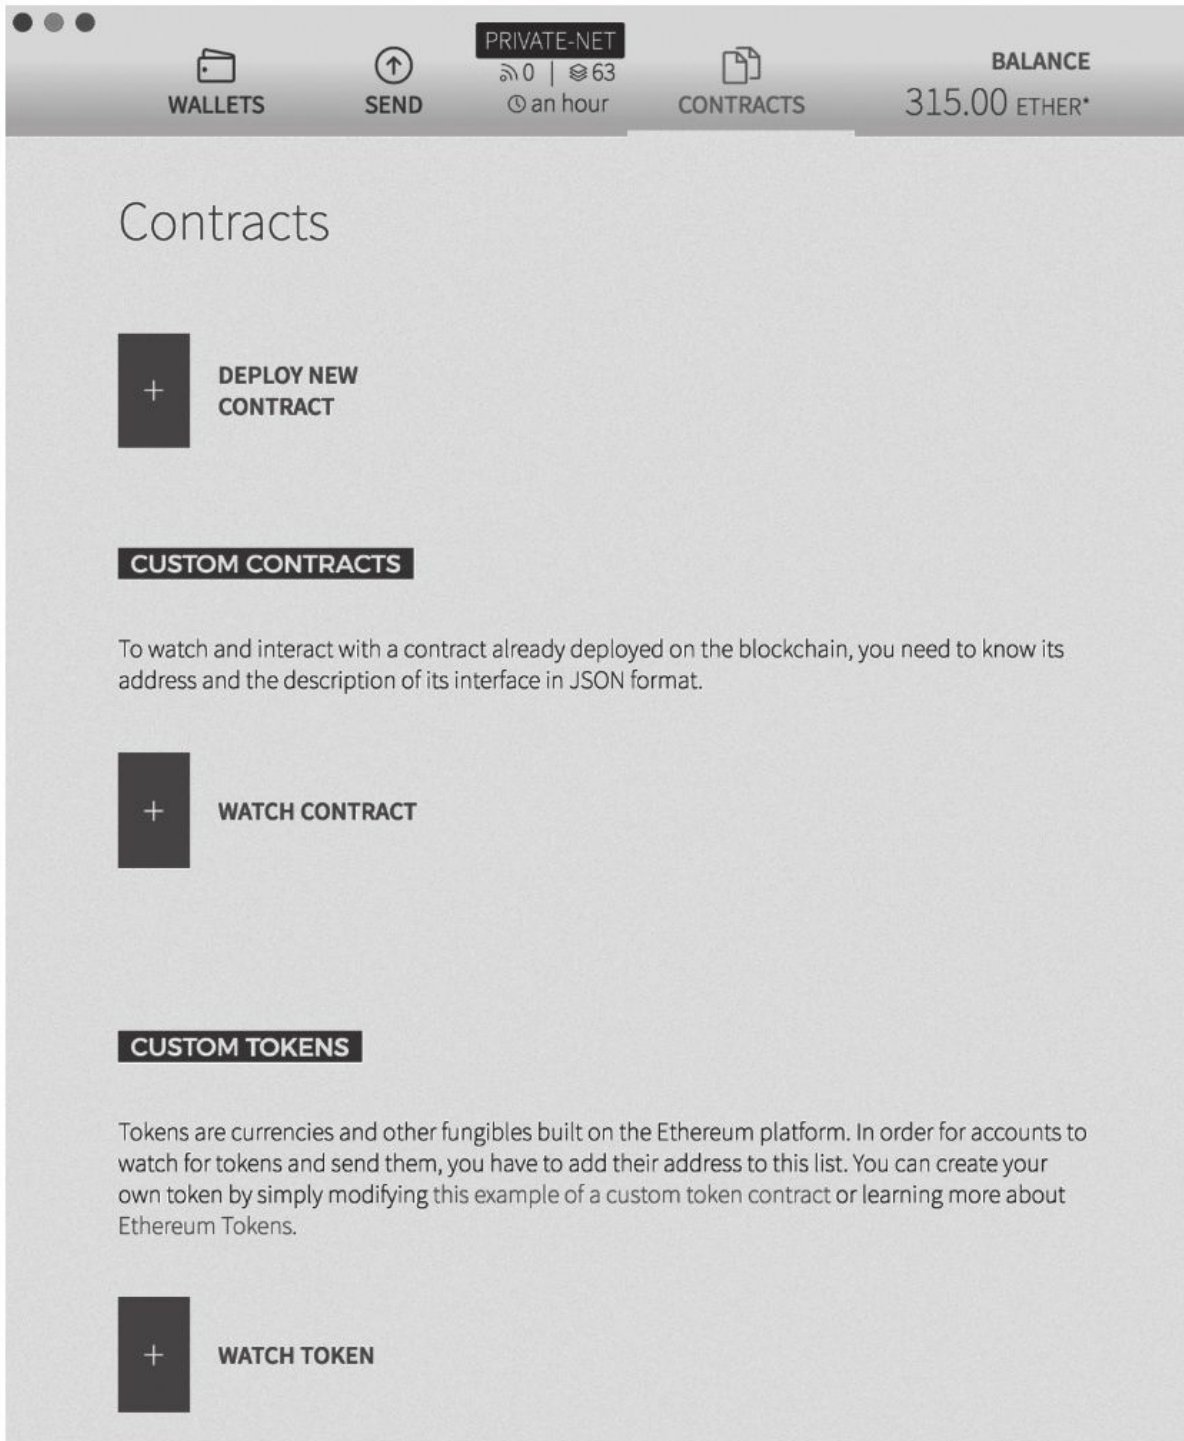 WALLETS
SEND
PRIVATE-NET
0 | 63
an hour
CONTRACTS
BALANCE
315.00 ETHER*
Contracts
+
DEPLOY NEW
CONTRACT
CUSTOM CONTRACTS
To watch and interact with a contract already deployed on the blockchain, you need to know its
address and the description of its interface in JSON format.
+
WATCH CONTRACT
CUSTOM TOKENS
Tokens are currencies and other fungibles built on the Ethereum platform. In order for accounts to
watch for tokens and send them, you have to add their address to this list. You can create your
own token by simply modifying this example of a custom token contract or learning more about
Ethereum Tokens.
+
WATCH TOKEN